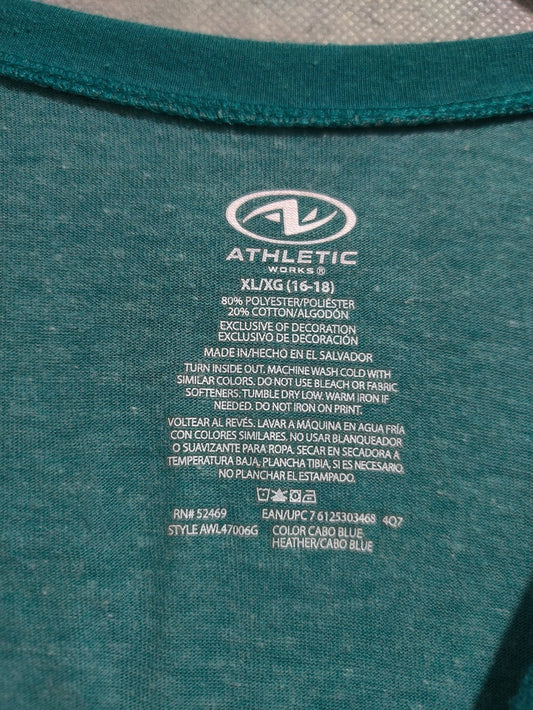 ATHLETIC
WORKS®
XL/XG (16-18)
80% POLYESTER/POLIÉSTER
20% COTTON/ALGODÓN
EXCLUSIVE OF DECORATION
EXCLUSIVO DE DECORACIÓN
MADE IN/HECHO EN EL SALVADOR
TURN INSIDE OUT. MACHINE WASH COLD WITH
SIMILAR COLORS. DO NOT USE BLEACH OR FABRIC
SOFTENERS. TUMBLE DRY LOW. WARM IRON IF
NEEDED. DO NOT IRON ON PRINT.
VOLTEAR AL REVÉS. LAVAR A MÁQUINA EN AGUA FRÍA
CON COLORES SIMILARES. NO USAR BLANQUEADOR
O SUAVIZANTE PARA ROPA. SECAR EN SECADORA A
TEMPERATURA BAJA. PLANCHA TIBIA, SI ES NECESARIO.
NO PLANCHAR EL ESTAMPADO.
RN# 52469 EAN/UPC 7 6125303468 4Q7
STYLE AWL47006G COLOR CABO BLUE
HEATHER/CABO BLUE